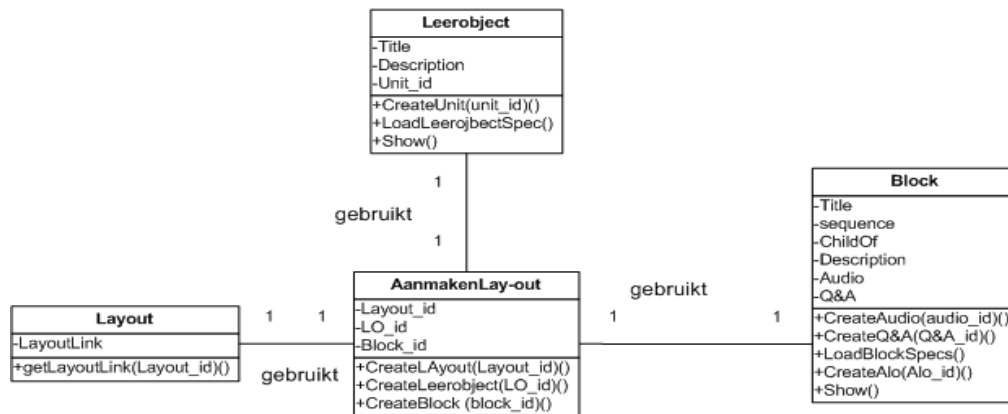 Leerobject
-Title
-Description
-Unit_id
+CreateUnit(unit_id)()
+LoadLeerojbectSpec()
+Show()
1
gebruikt
1
Block
-Title
-sequence
-ChildOf
-Description
-Audio
-Q&A
+CreateAudio(audio_id)()
+CreateQ&A(Q&A_id)()
+LoadBlockSpecs()
+CreateAlo(Alo_id)()
+Show()
AanmakenLay-out
-Layout_id
-LO_id
-Block_id
+CreateLAyout(Layout_id)()
+CreateLeerobject(LO_id)()
+CreateBlock (block_id)()
gebruikt
1
1
Layout
-LayoutLink
+getLayoutLink(Layout_id)()
1
1
gebruikt